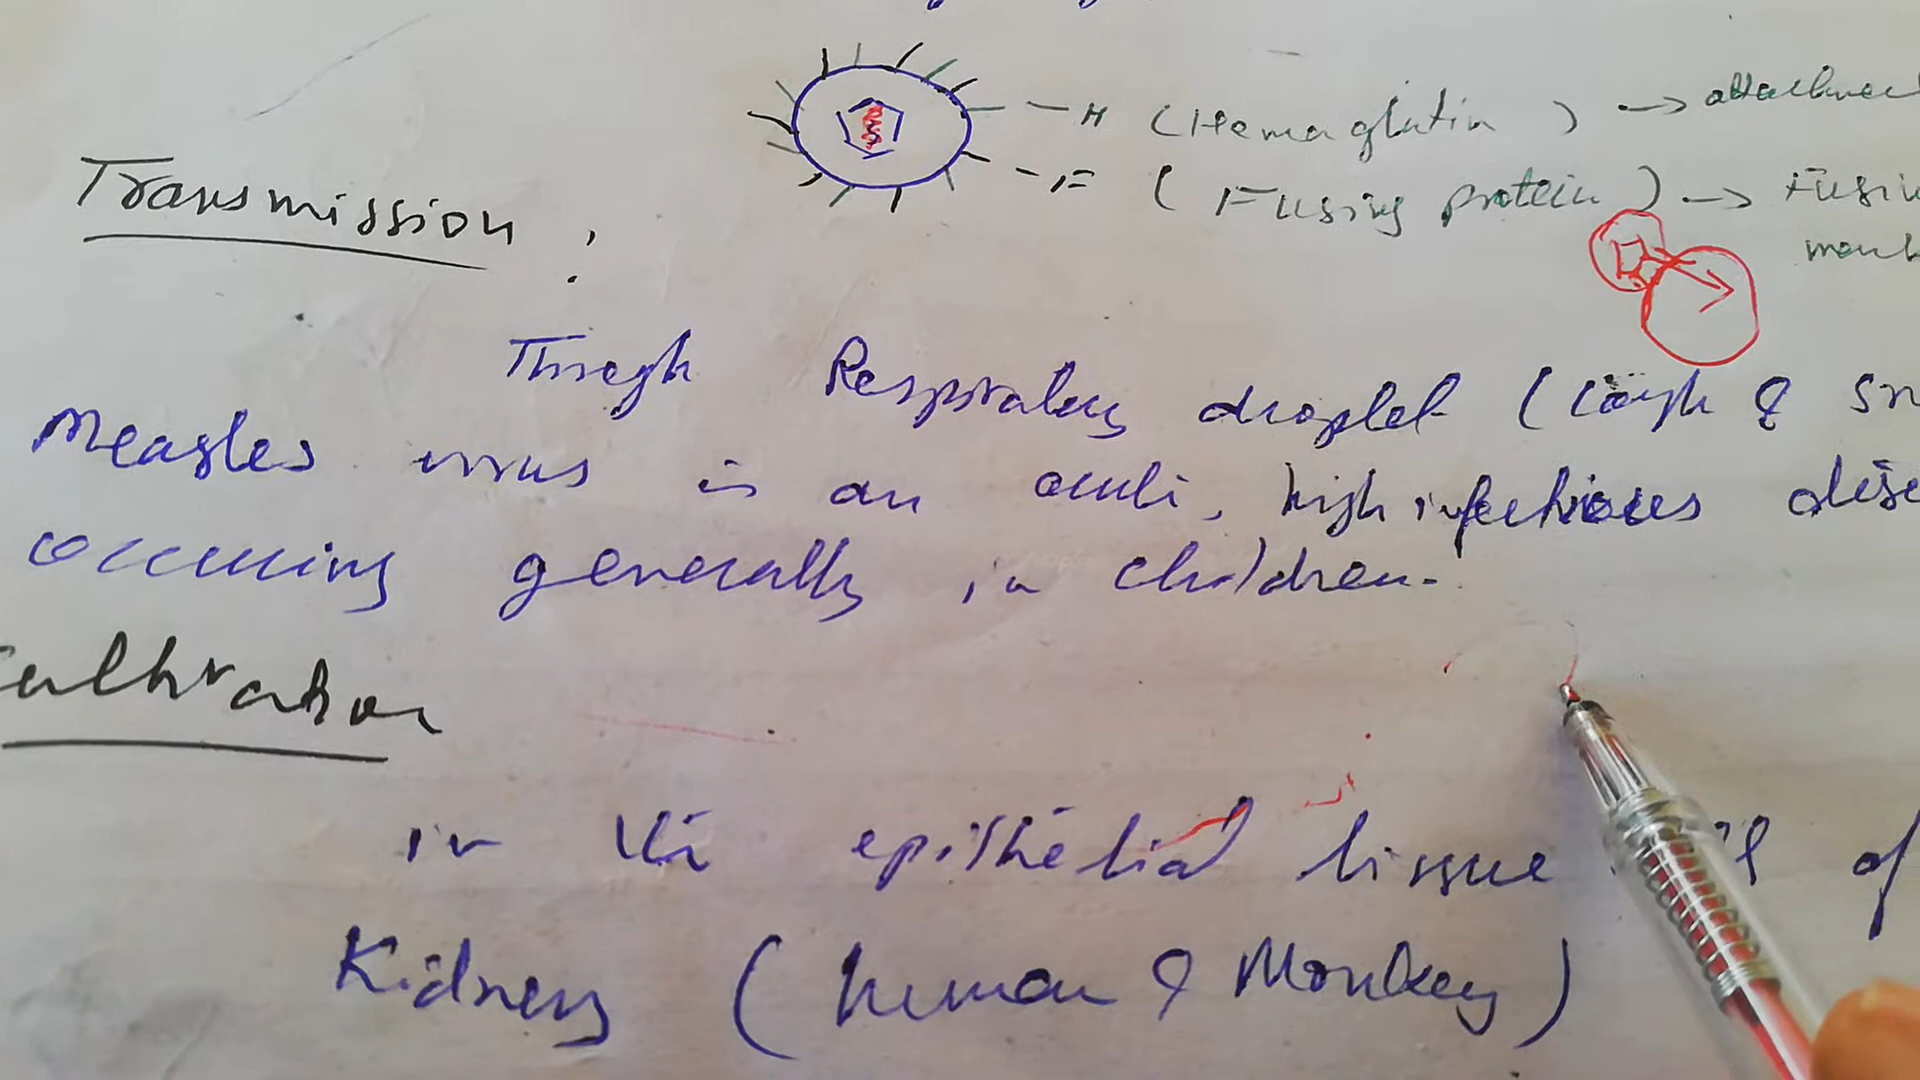 H (Hemaglutin) → attachmen
F (Fusing protein) → Fusi
Transmission :
Through Respiratory droplet (Cough & sn
Measles virus is an acute, high infectious dise
occuring generally in children.
Cultivation
in the epithelial tissue of
Kidney (human & Monkey)